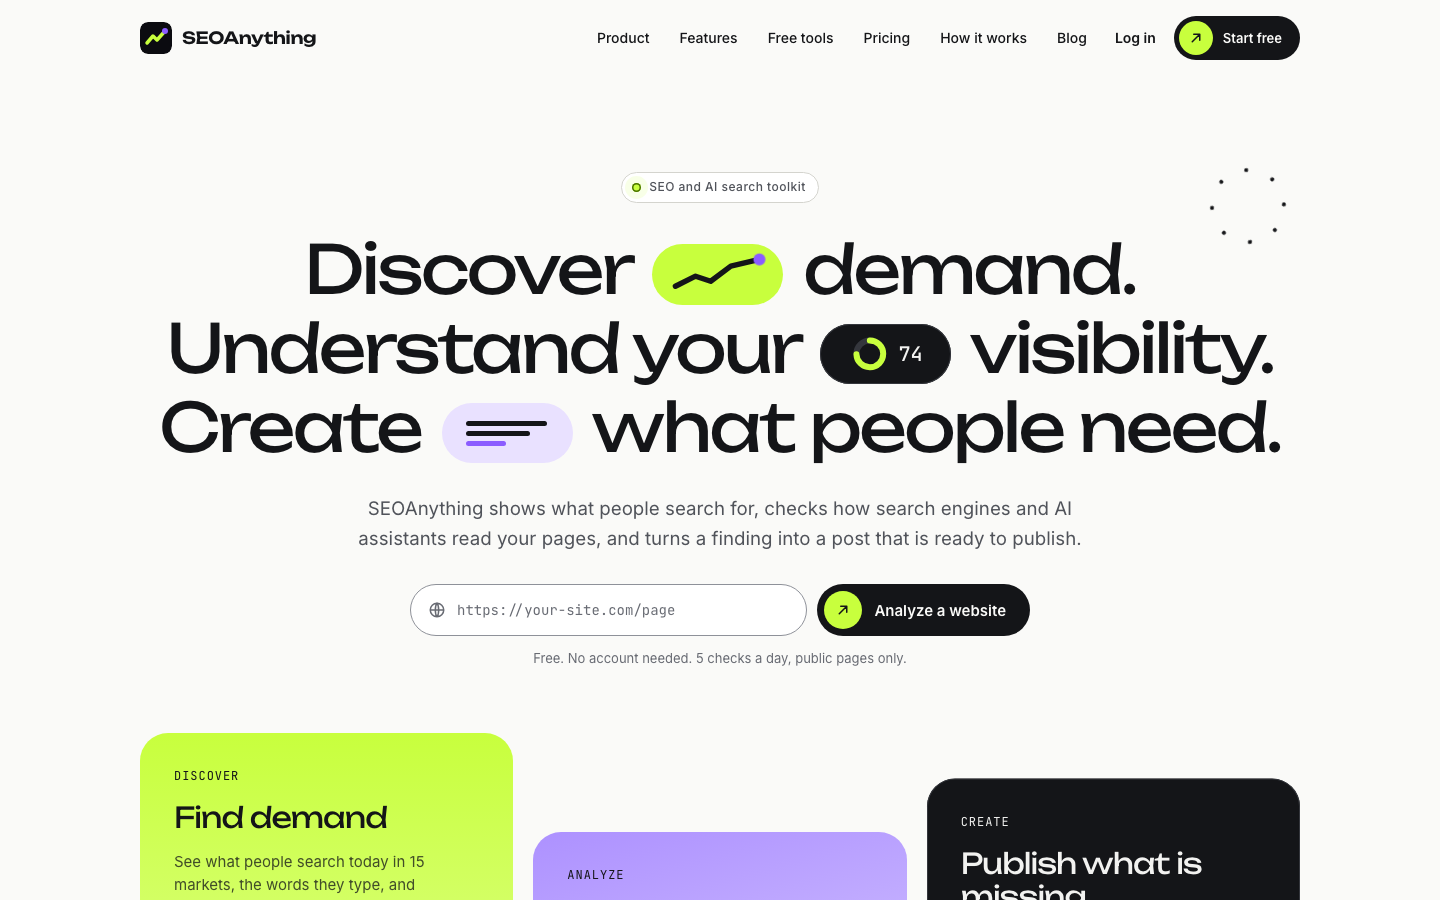 SEOAnything
Product
Features
Free tools
Pricing
How it works
Blog
Log in
Start free
SEO and AI search toolkit
Discover demand.
Understand your 74 visibility.
Create what people need.
SEOAnything shows what people search for, checks how search engines and AI
assistants read your pages, and turns a finding into a post that is ready to publish.
https://your-site.com/page
Analyze a website
Free. No account needed. 5 checks a day, public pages only.
DISCOVER
Find demand
See what people search today in 15
markets, the words they type, and
ANALYZE
CREATE
Publish what is
missing